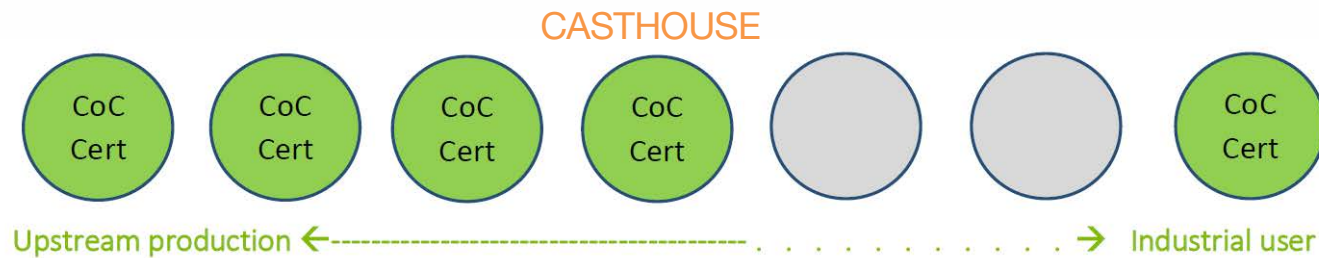 CASTHOUSE
CoC CoC CoC CoC CoC
Cert Cert Cert Cert Cert
Upstream production ←------------------------------------------ . . . . . . . . . . . → Industrial user